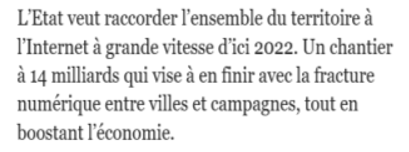 L’Etat veut raccorder l’ensemble du territoire à
l’Internet à grande vitesse d’ici 2022. Un chantier
à 14 milliards qui vise à en finir avec la fracture
numérique entre villes et campagnes, tout en
boostant l’économie.